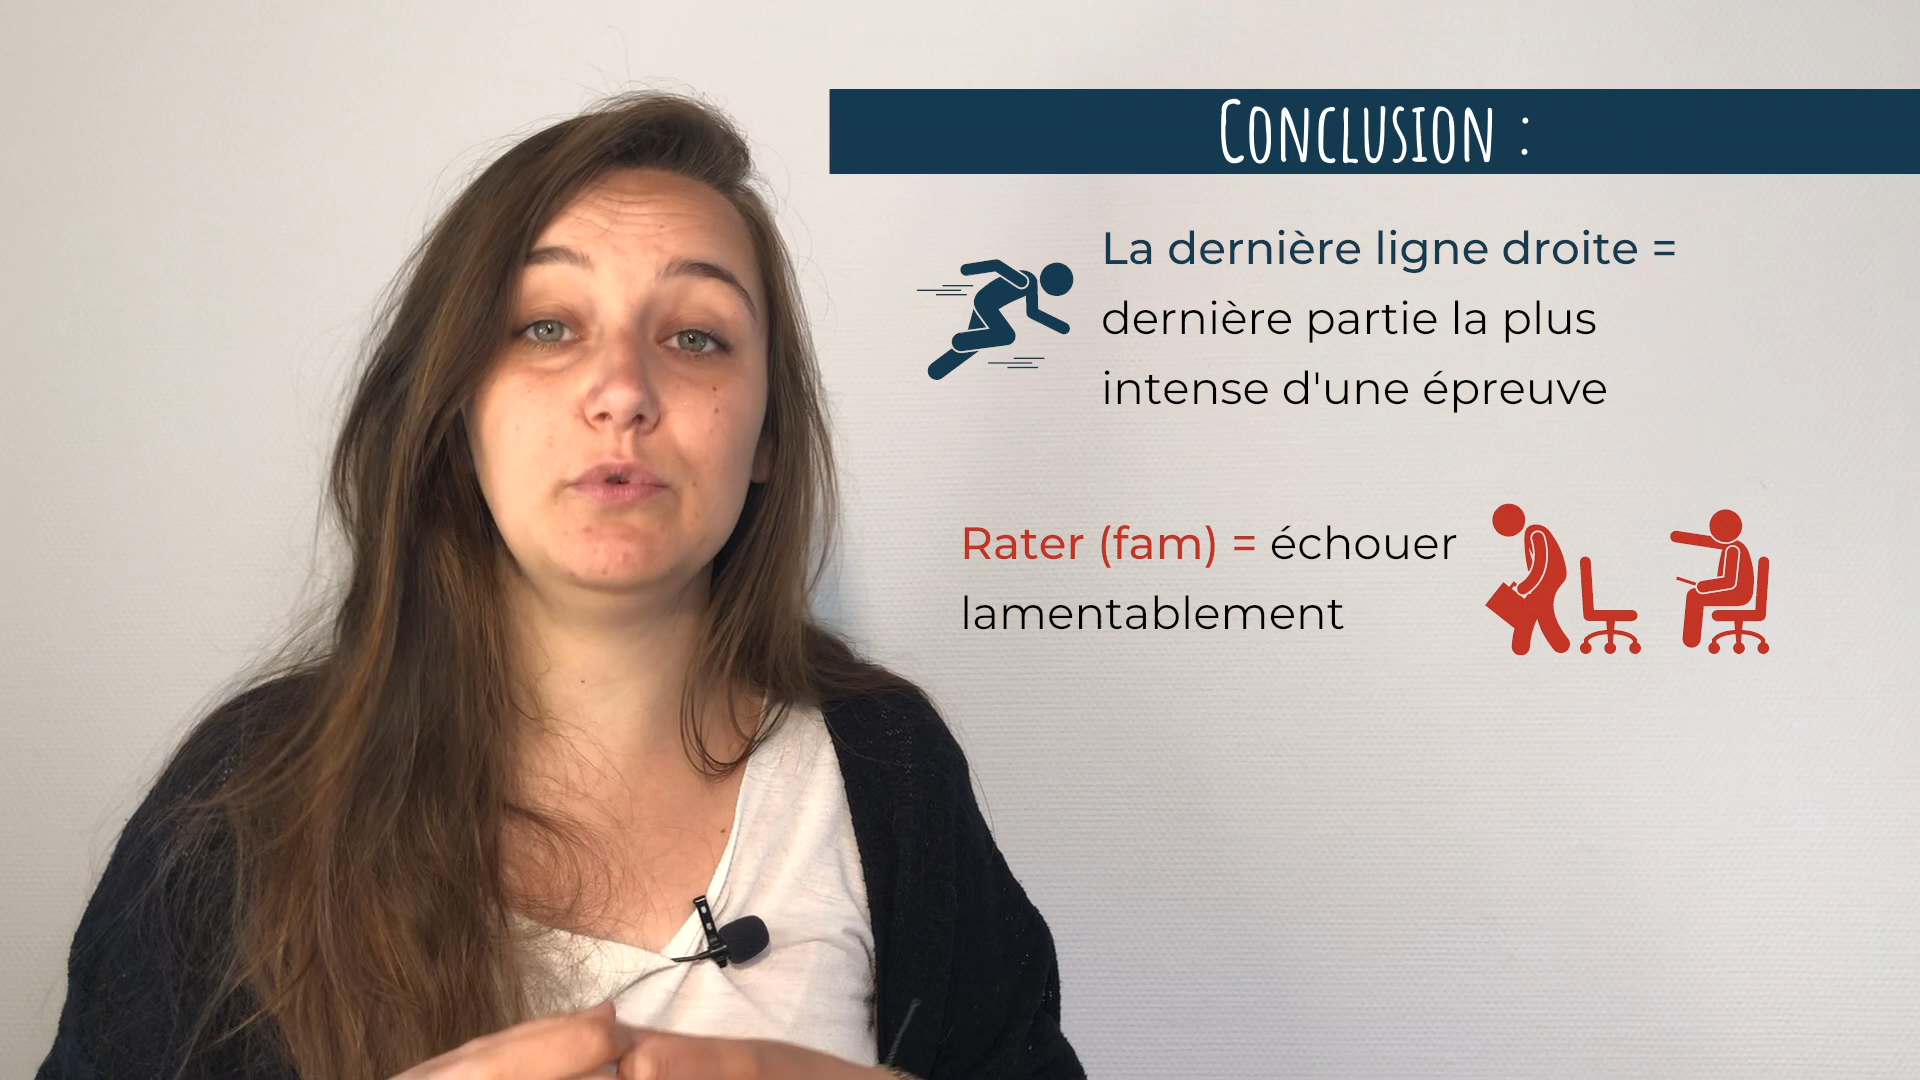 Conclusion :
La dernière ligne droite =
dernière partie la plus
intense d'une épreuve
Rater (fam) = échouer
lamentablement